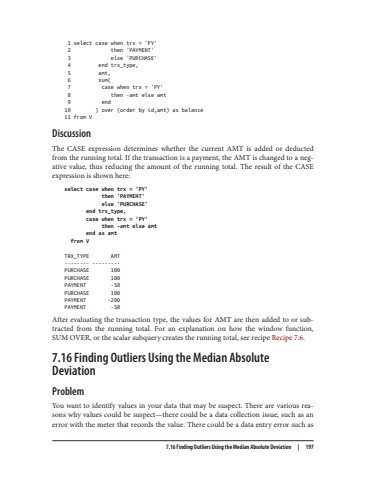 1 select case when trx = 'PY'
2 then 'PAYMENT'
3 else 'PURCHASE'
4 end trx_type,
5 amt,
6 sum(
7 case when trx = 'PY'
8 then -amt else amt
9 end
10 ) over (order by id,amt) as balance
11 from V
Discussion
The CASE expression determines whether the current AMT is added or deducted
from the running total. If the transaction is a payment, the AMT is changed to a neg-
ative value, thus reducing the amount of the running total. The result of the CASE
expression is shown here:
select case when trx = 'PY'
then 'PAYMENT'
else 'PURCHASE'
end trx_type,
case when trx = 'PY'
then -amt else amt
end as amt
from V
TRX_TYPE AMT
-------- ---------
PURCHASE 100
PURCHASE 100
PAYMENT -50
PURCHASE 100
PAYMENT -200
PAYMENT -50
After evaluating the transaction type, the values for AMT are then added to or sub-
tracted from the running total. For an explanation on how the window function,
SUM OVER, or the scalar subquery creates the running total, see recipe Recipe 7.6.
7.16 Finding Outliers Using the Median Absolute
Deviation
Problem
You want to identify values in your data that may be suspect. There are various rea-
sons why values could be suspect—there could be a data collection issue, such as an
error with the meter that records the value. There could be a data entry error such as
7.16 Finding Outliers Using the Median Absolute Deviation | 197